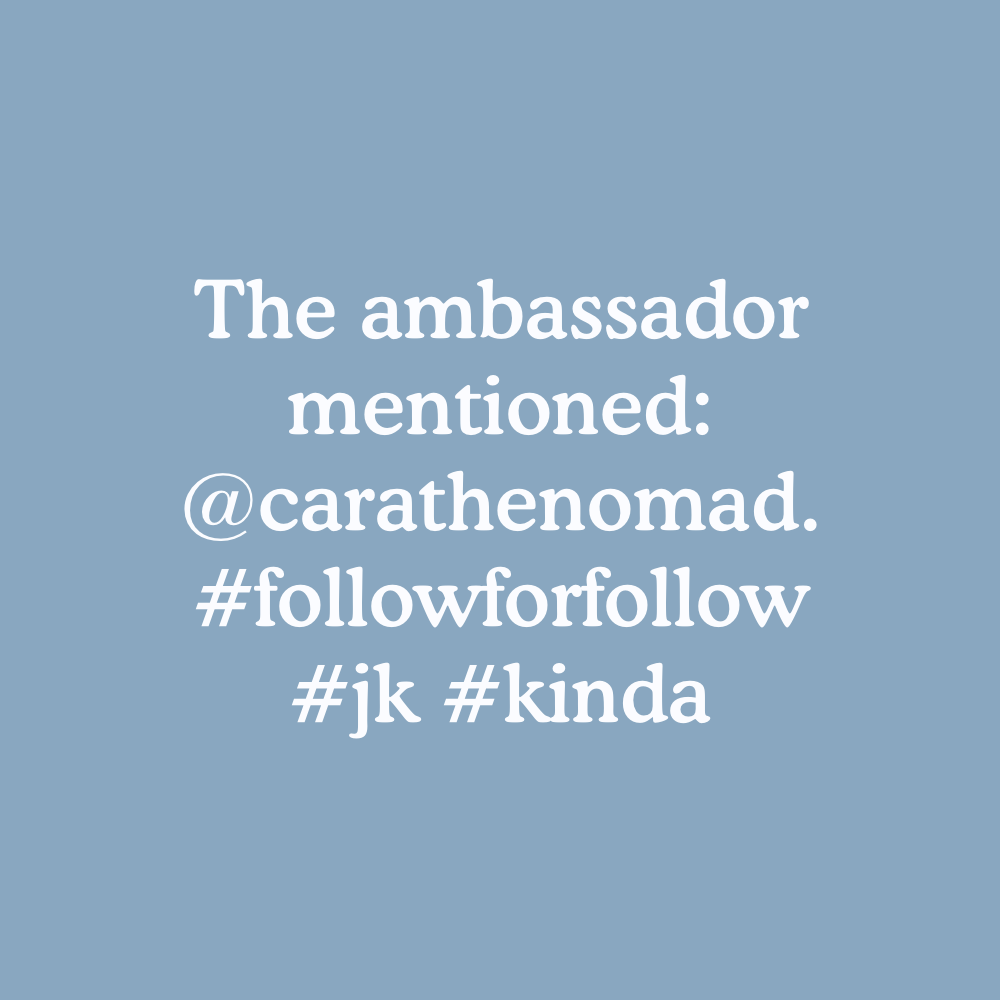 The ambassador
mentioned:
@carathenomad.
#followforfollow
#jk #kinda